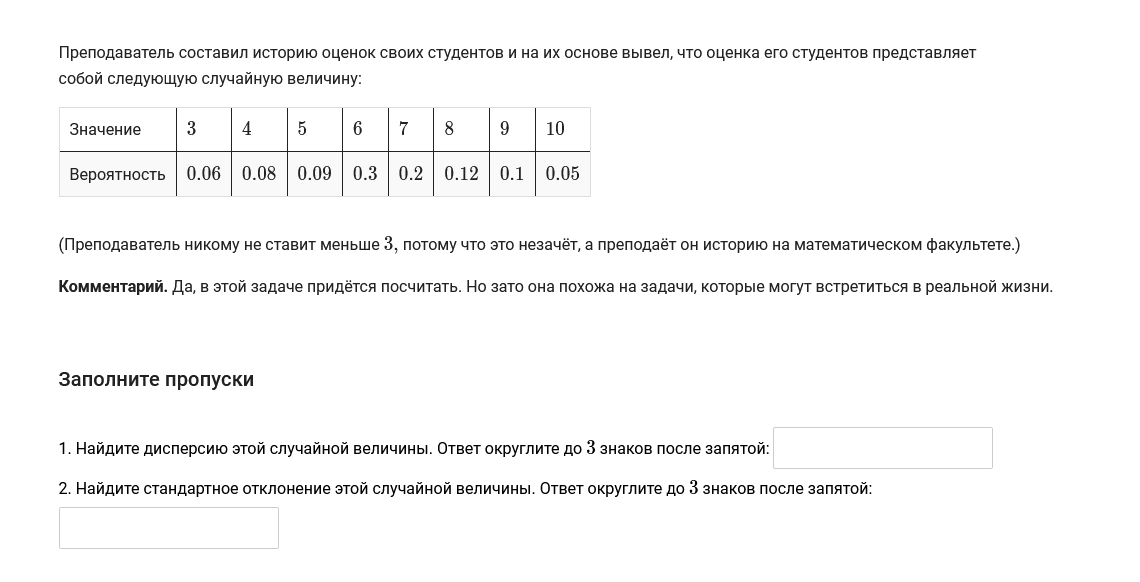 Преподаватель составил историю оценок своих студентов и на их основе вывел, что оценка его студентов представляет
собой следующую случайную величину:
Значение 3 4 5 6 7 8 9 10
Вероятность 0.06 0.08 0.09 0.3 0.2 0.12 0.1 0.05
(Преподаватель никому не ставит меньше 3, потому что это незачёт, а преподаёт он историю на математическом факультете.)
Комментарий. Да, в этой задаче придётся посчитать. Но зато она похожа на задачи, которые могут встретиться в реальной жизни.
Заполните пропуски
1. Найдите дисперсию этой случайной величины. Ответ округлите до 3 знаков после запятой:
2. Найдите стандартное отклонение этой случайной величины. Ответ округлите до 3 знаков после запятой: